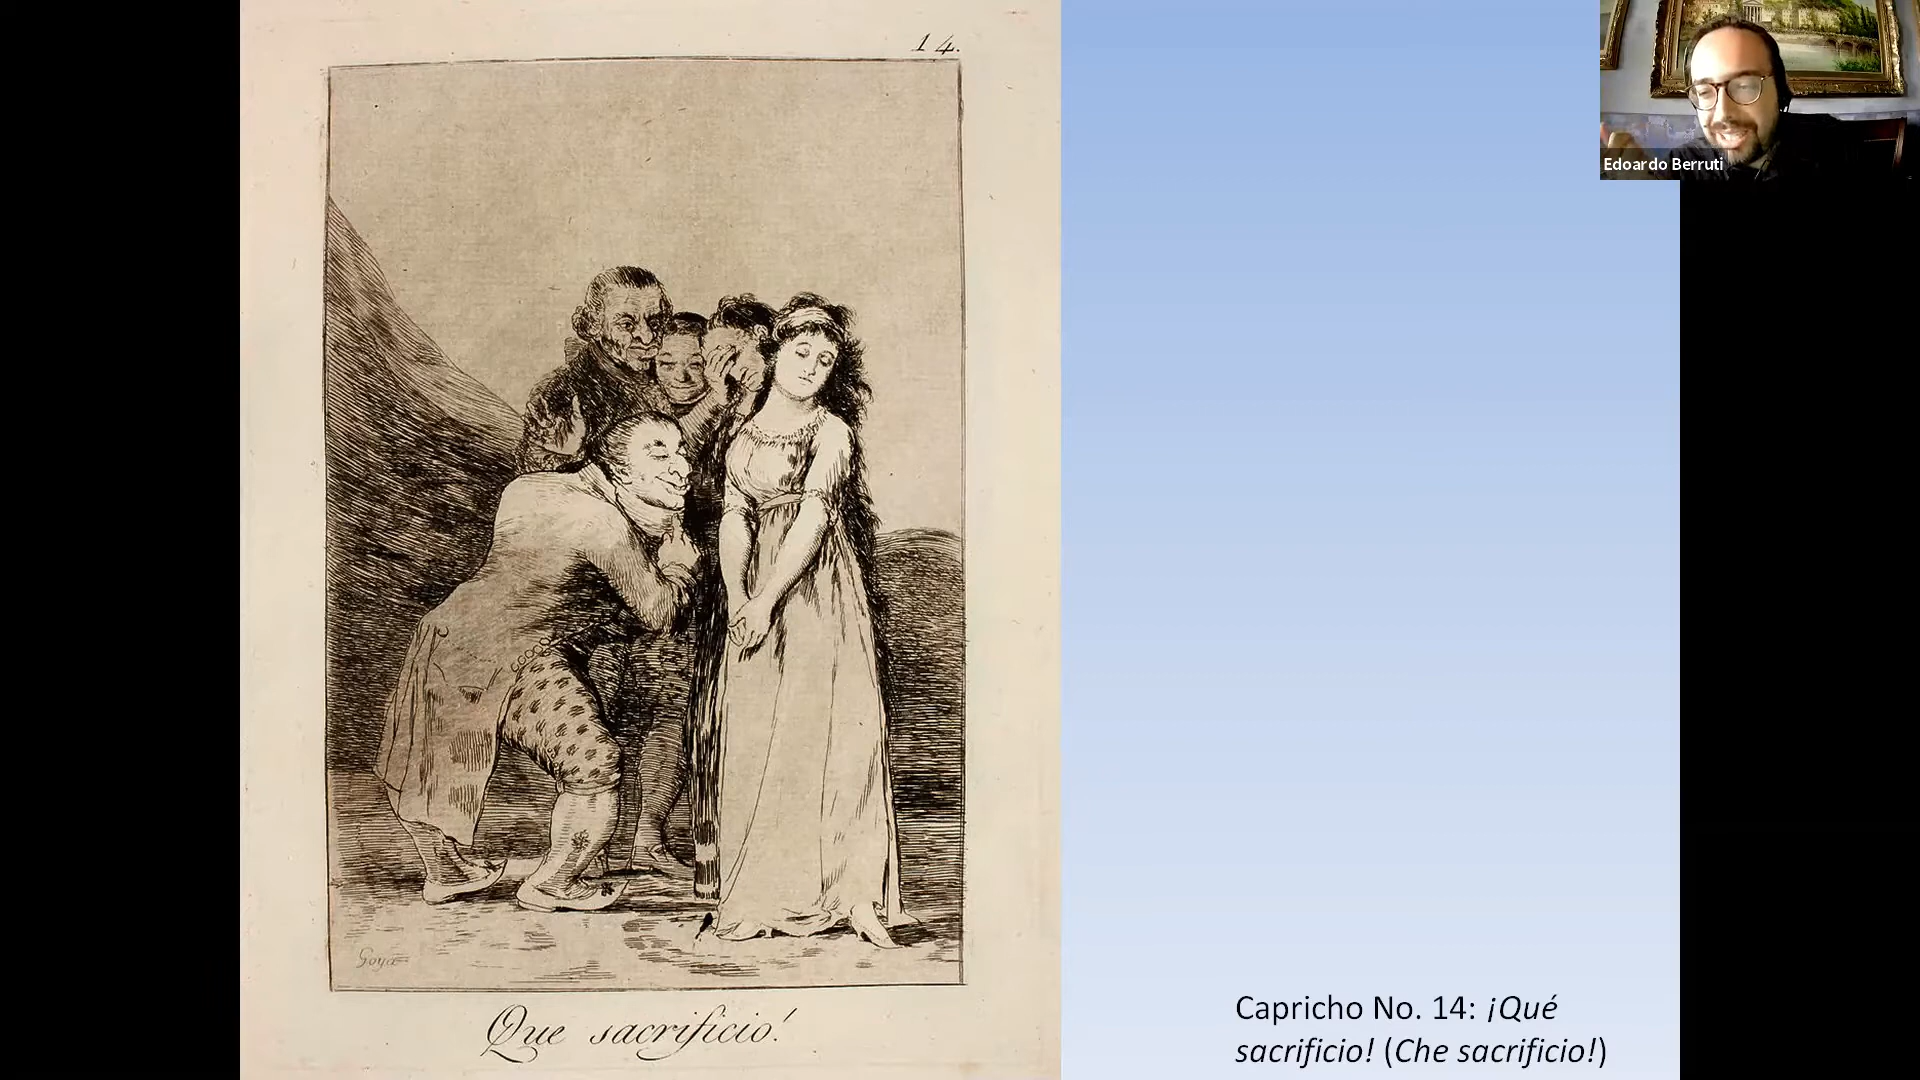 14.
Edoardo Berruti
Goya
Que sacrificio!
Capricho No. 14: ¡Qué
sacrificio! (Che sacrificio!)